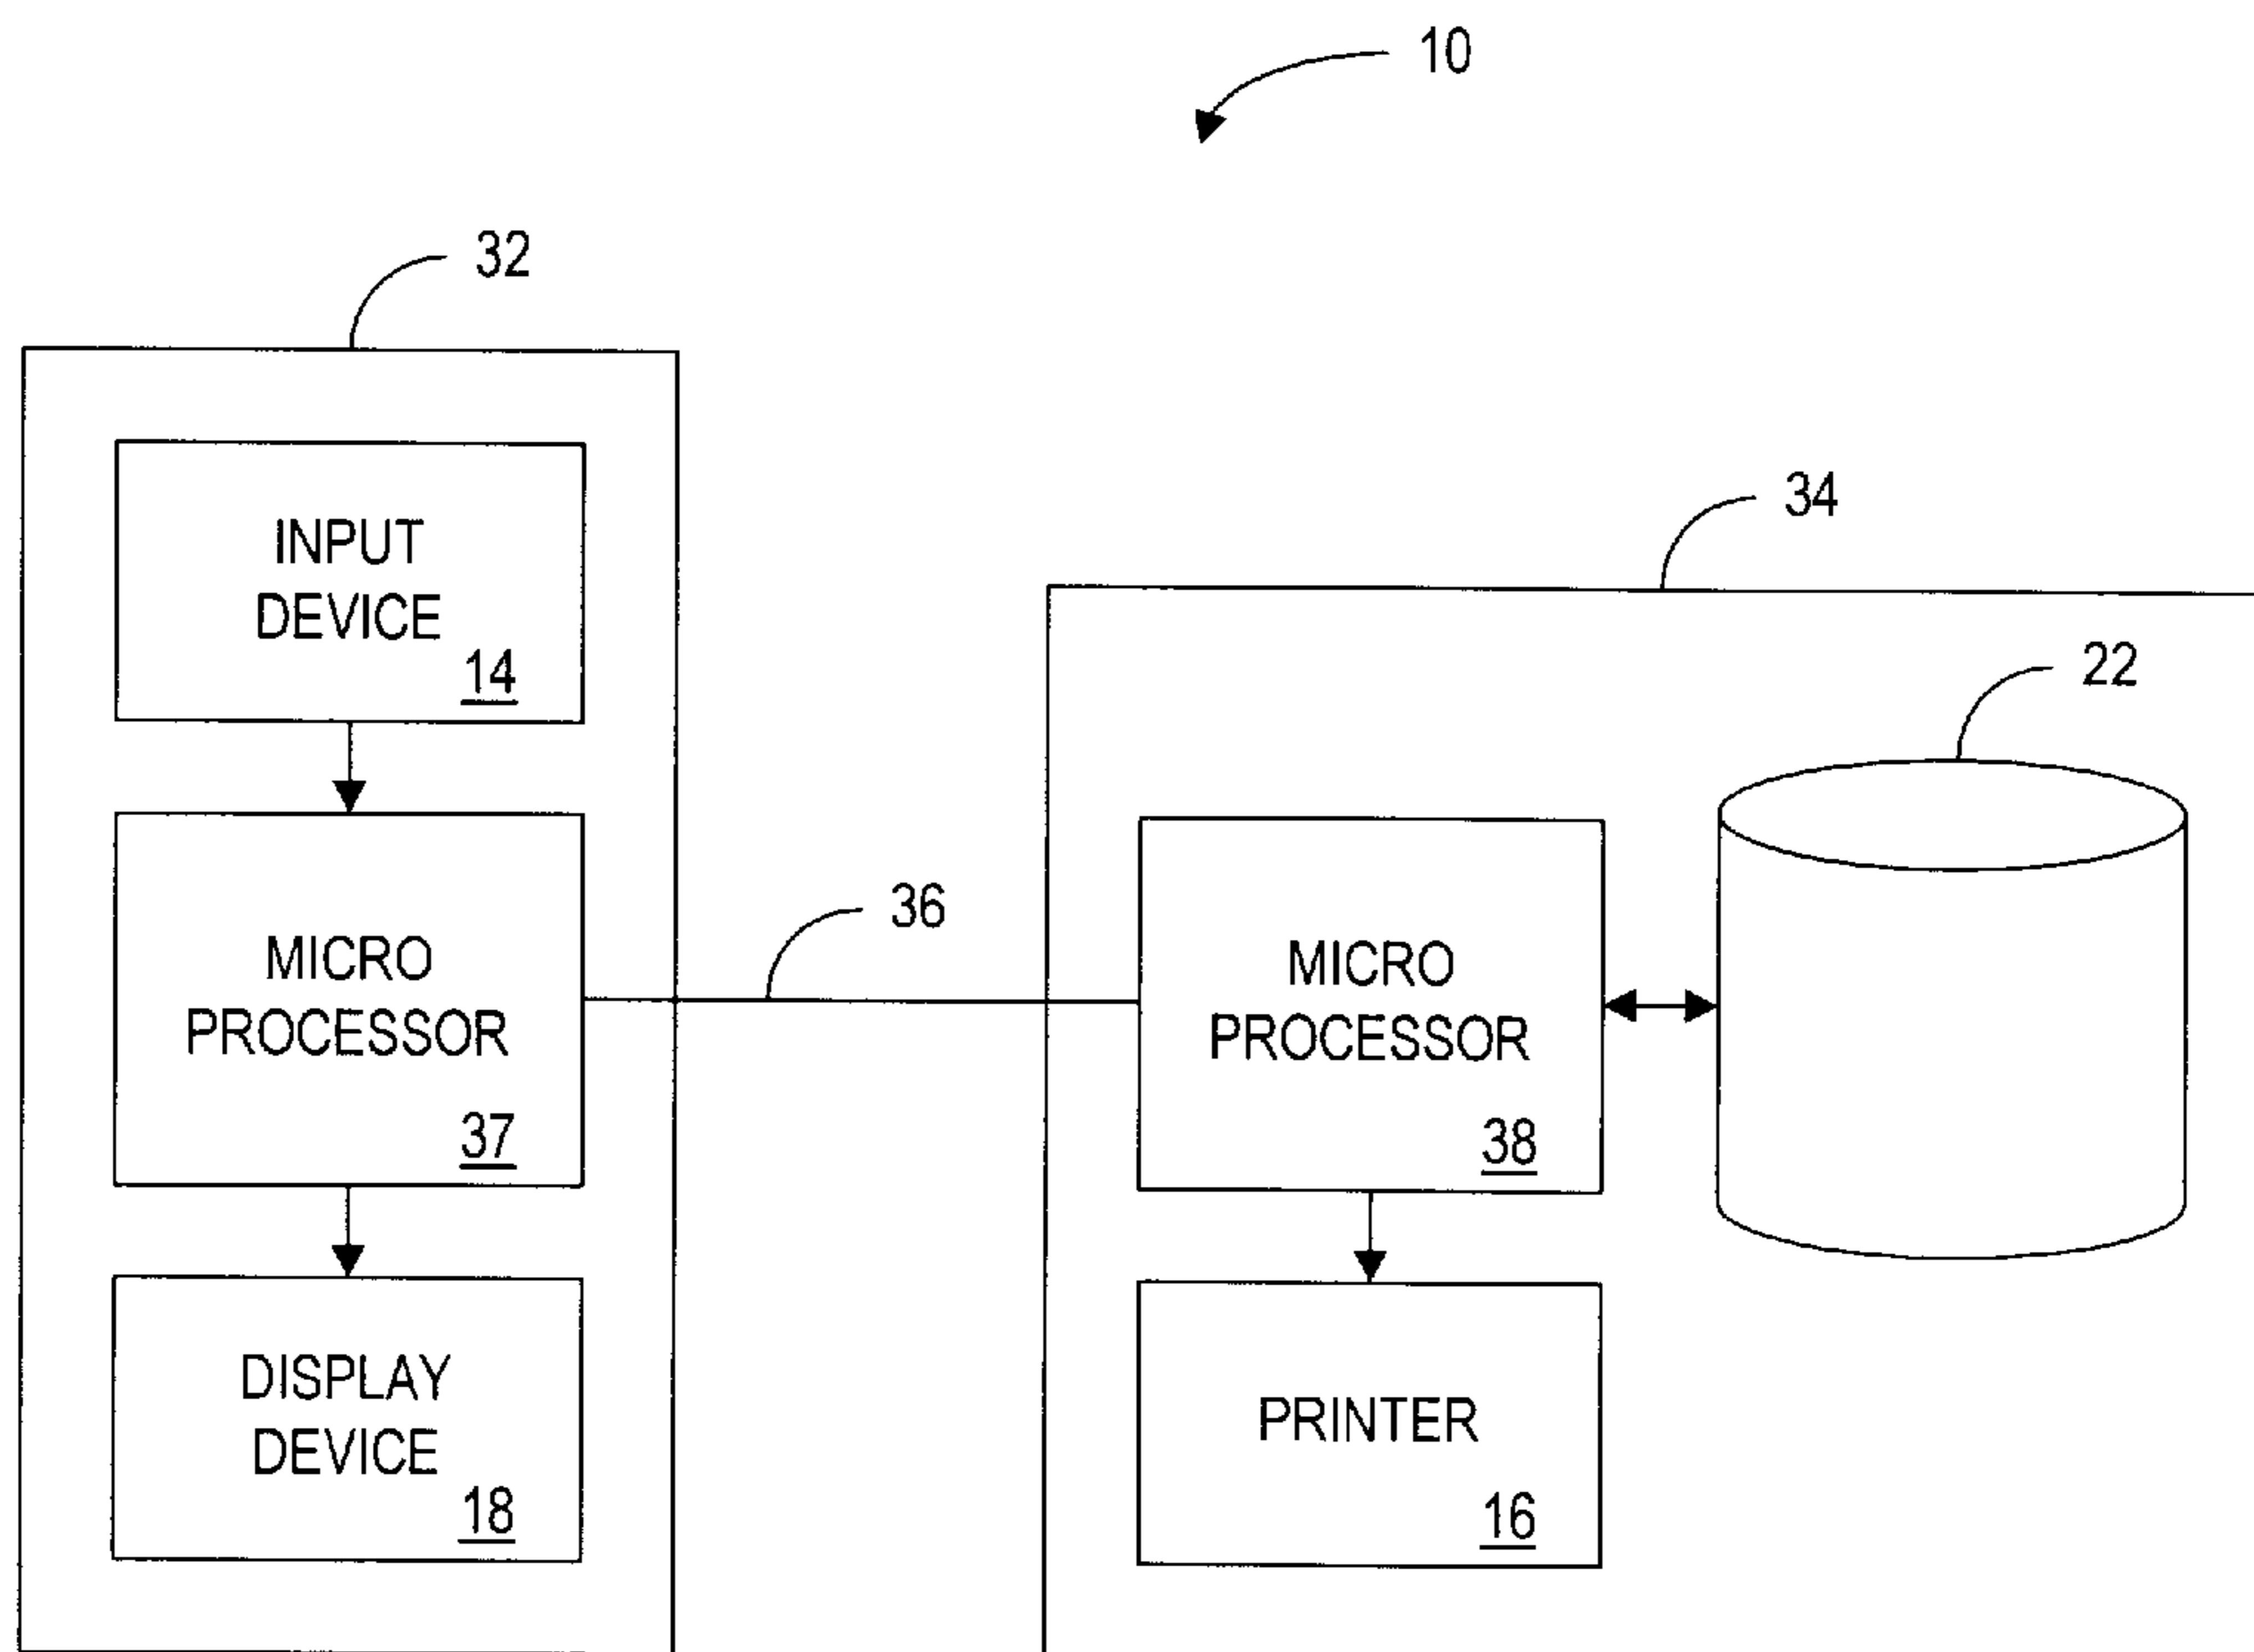 10
32
INPUT
DEVICE
14
34
22
MICRO
PROCESSOR
37
36
MICRO
PROCESSOR
38
DISPLAY
DEVICE
18
PRINTER
16